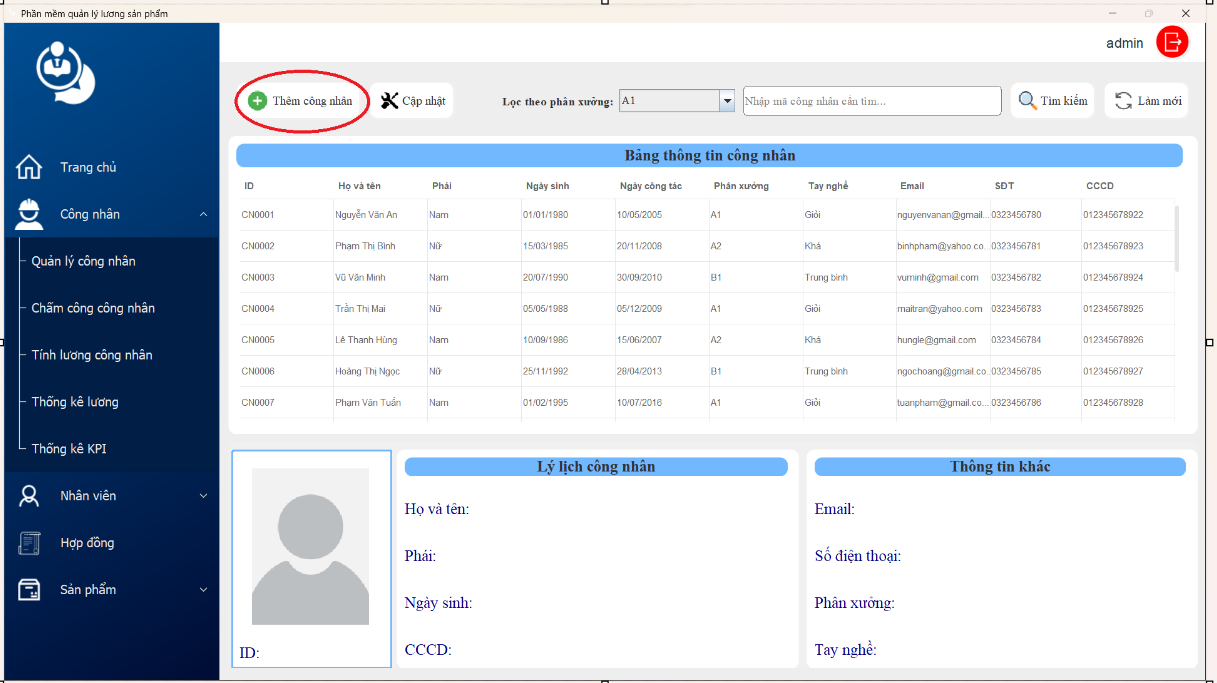 Phần mềm quản lý lương sản phẩm
admin
Thêm công nhân
Cập nhật
Lọc theo phân xưởng:
A1
Nhập mã công nhân cần tìm...
Tìm kiếm
Làm mới
Trang chủ
Công nhân
Quản lý công nhân
Chấm công công nhân
Tính lương công nhân
Thống kê lương
Thống kê KPI
Nhân viên
Hợp đồng
Sản phẩm
Bảng thông tin công nhân
ID Họ và tên Phái Ngày sinh Ngày công tác Phân xưởng Tay nghề Email SĐT CCCD
CN0001 Nguyễn Văn An Nam 01/01/1980 10/05/2005 A1 Giỏi nguyenvanan@gmail... 0323456780 012345678922
CN0002 Phạm Thị Bình Nữ 15/03/1985 20/11/2008 A2 Khá binhpham@yahoo.co... 0323456781 012345678923
CN0003 Vũ Văn Minh Nam 20/07/1990 30/09/2010 B1 Trung bình vuminh@gmail.com 0323456782 012345678924
CN0004 Trần Thị Mai Nữ 05/05/1988 05/12/2009 A1 Giỏi maitran@yahoo.com 0323456783 012345678925
CN0005 Lê Thanh Hùng Nam 10/09/1986 15/06/2007 A2 Khá hungle@gmail.com 0323456784 012345678926
CN0006 Hoàng Thị Ngọc Nữ 25/11/1992 28/04/2013 B1 Trung bình ngochoang@gmail.co... 0323456785 012345678927
CN0007 Phạm Văn Tuấn Nam 01/02/1995 10/07/2016 A1 Giỏi tuanpham@gmail.co... 0323456786 012345678928
ID:
Lý lịch công nhân
Họ và tên:
Phái:
Ngày sinh:
CCCD:
Thông tin khác
Email:
Số điện thoại:
Phân xưởng:
Tay nghề: